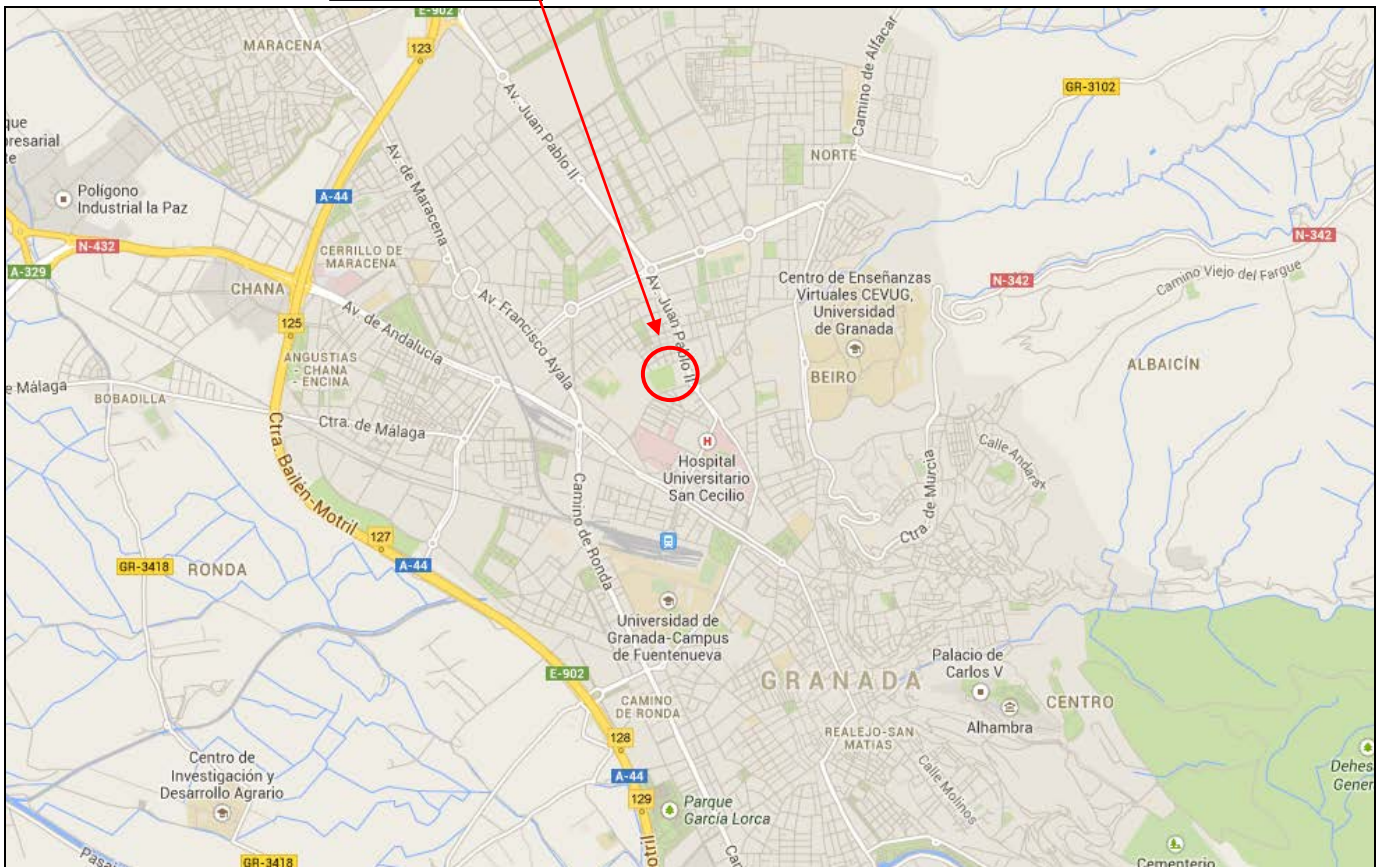 E-902
MARACENA
123
Camino de Alfacar
GR-3102
que
presarial
te
Av. Juan Pablo II
Av. de Maracena
NORTE
Polígono
Industrial la Paz
A-44
N-432
A-329
CERRILLO DE
MARACENA
CHANA
N-342
N-342
Camino Viejo del Fargue
Centro de Enseñanzas
Virtuales CEVUG,
Universidad
de Granada
Av. Juan Pablo II
Av. Francisco Ayala
Av. de Andalucía
125
ANGUSTIAS
- CHANA
- ENCINA
BEIRO
ALBAICÍN
e Málaga
BOBADILLA
Ctra. de Málaga
Ctra. Bailén-Motril
H
Hospital
Universitario
San Cecilio
Calle Andarax
Ctra. de Murcia
Camino de Ronda
127
A-44
GR-3418
RONDA
Universidad de
Granada-Campus
de Fuentenueva
E-902
GRANADA
Palacio de
Carlos V
CENTRO
Alhambra
CAMINO
DE RONDA
REALEJO-SAN
MATIAS
128
A-44
129
Calle Molinos
Centro de
Investigación y
Desarrollo Agrario
Parque
García Lorca
Dehes
Gener
GR-3418
otril
Ca
Cementerio